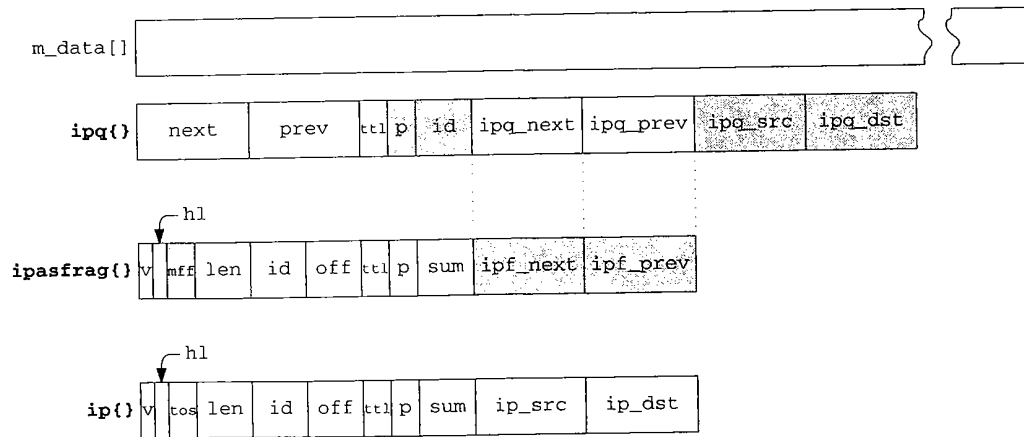 m_data[]
ipq{} next prev ttl p id ipq_next ipq_prev ipq_src ipq_dst
hl
ipasfrag{} v mff len id off ttl p sum ipf_next ipf_prev
hl
ip{} v tos len id off ttl p sum ip_src ip_dst